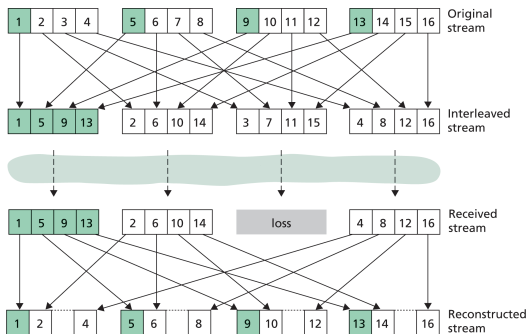 1 2 3 4 5 6 7 8 9 10 11 12 13 14 15 16 Original
stream
1 5 9 13 2 6 10 14 3 7 11 15 4 8 12 16 Interleaved
stream
1 5 9 13 2 6 10 14 loss 4 8 12 16 Received
stream
1 2 4 5 6 8 9 10 12 13 14 16 Reconstructed
stream